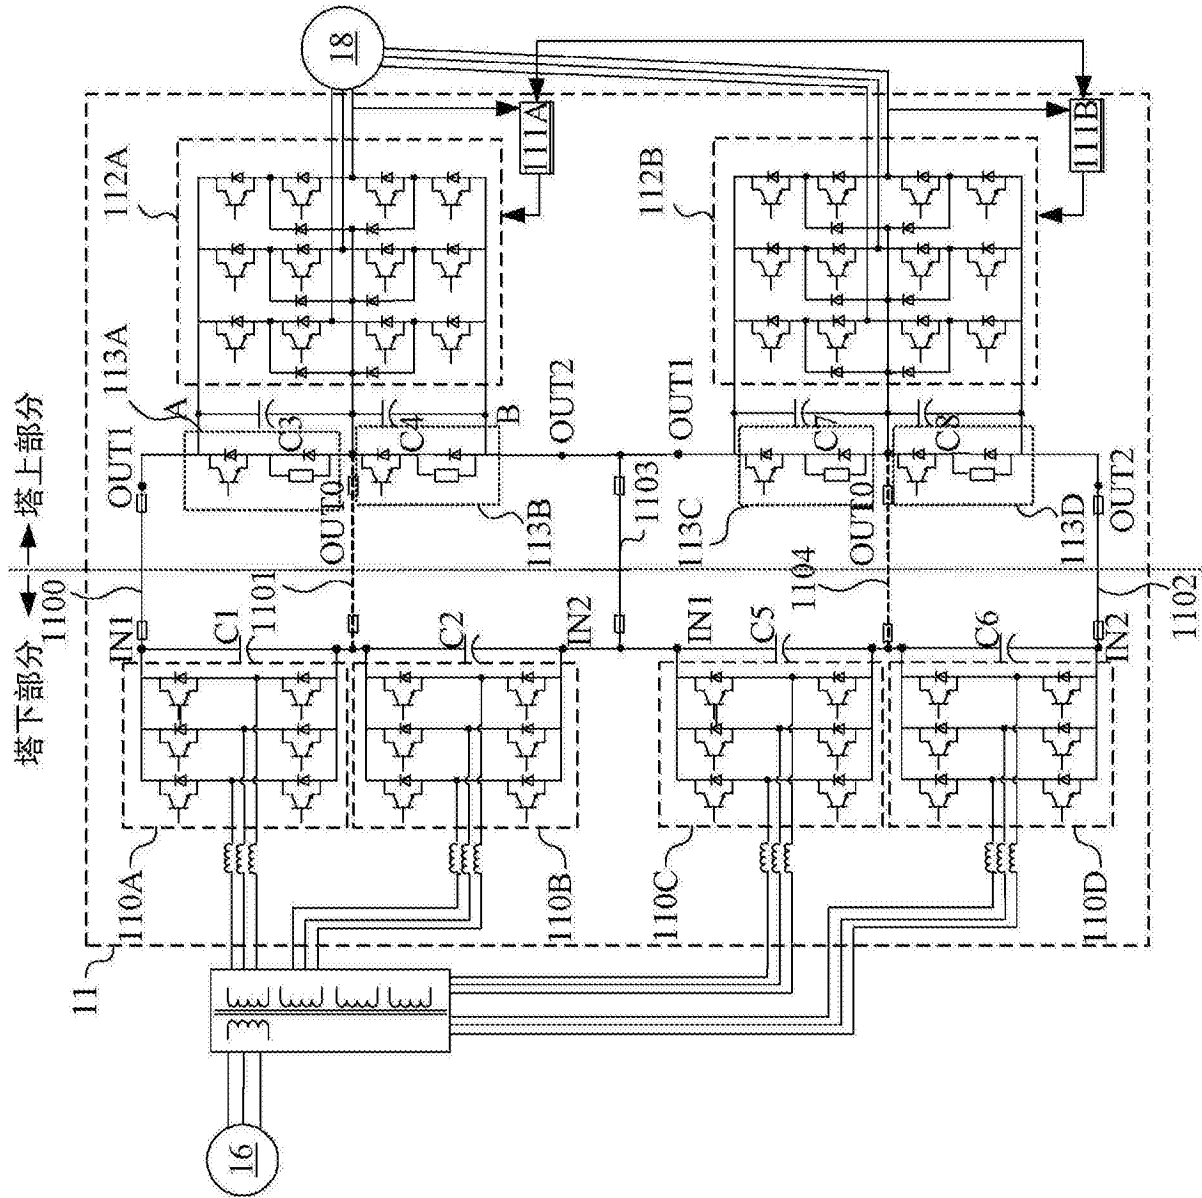 18
111A
111B
112A
112B
113A
A
B
C3
C4
C7
C8
OUT1
OUT2
OUT1
OUT2
OUT0
OUT0
113B
1103
113C
113D
塔上部分
塔下部分
1100
1101
1104
1102
IN1
C1
C2
IN2
IN1
C5
C6
IN2
110A
110B
110C
110D
11
16